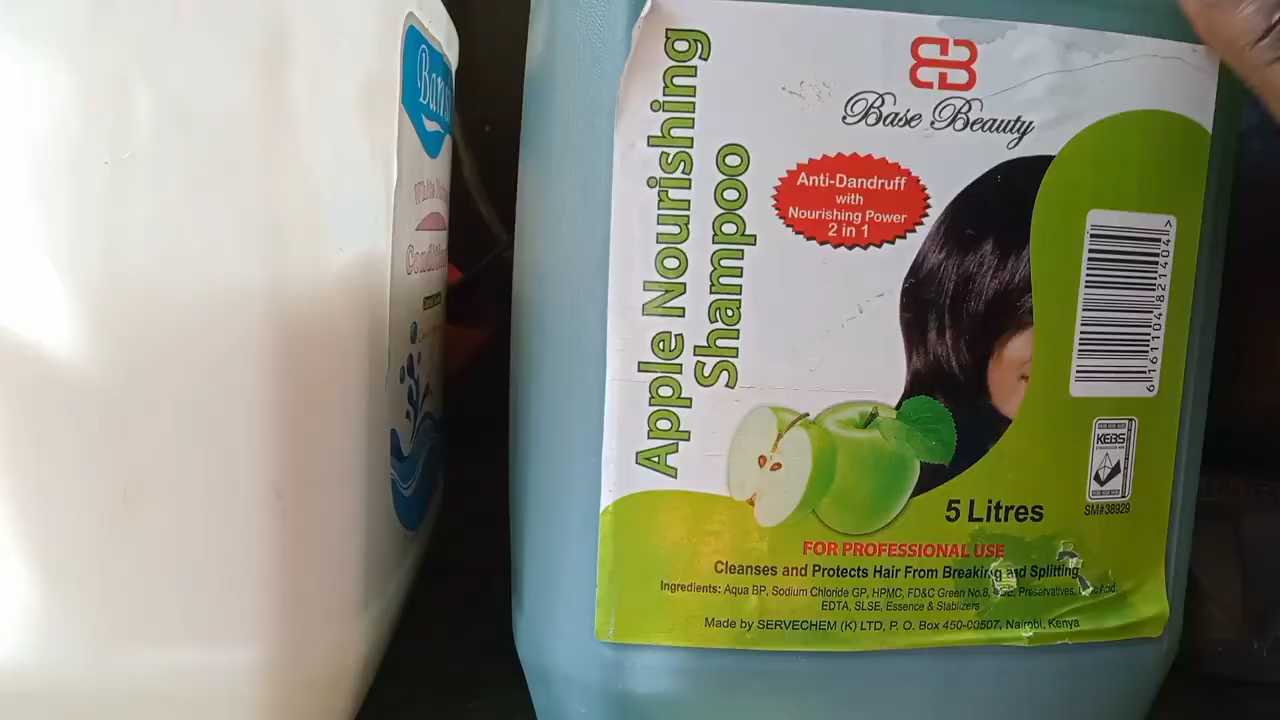 Apple Nourishing
Shampoo
Base Beauty
Anti-Dandruff
with
Nourishing Power
2 in 1
6161104821404>
KEBS
SM#38929
5 Litres
FOR PROFESSIONAL USE
Cleanses and Protects Hair From Breaking and Splitting
Ingredients: Aqua BP, Sodium Chloride GP, HPMC, FD&C Green No.8, Preservatives,
EDTA, SLSE, Essence & Stablizers
Made by SERVECHEM (K) LTD, P. O. Box 450-00507, Nairobi, Kenya